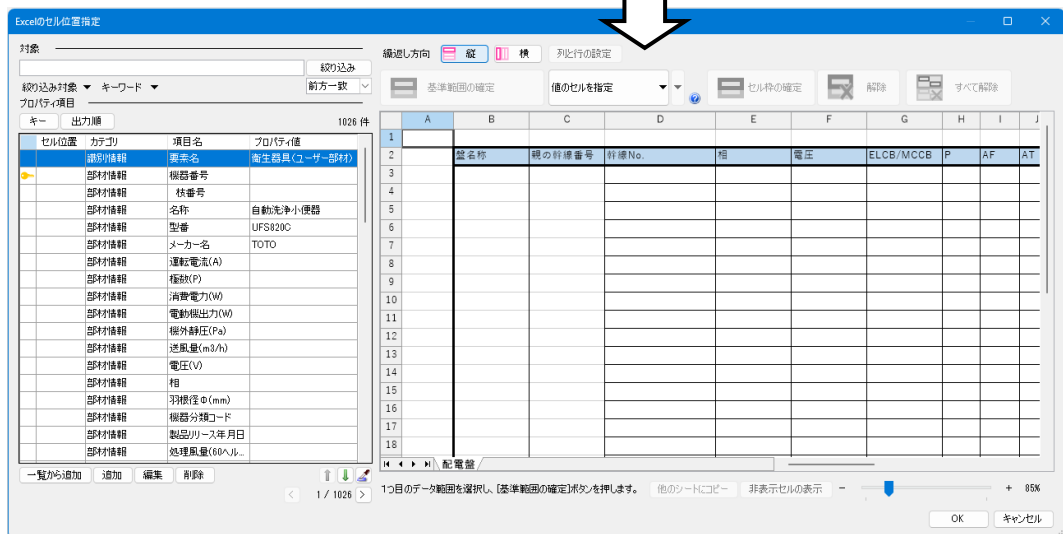 Excelのセル位置指定
対象
絞り込み
絞り込み対象 ▼ キーワード ▼ 前方一致
プロパティ項目
キー 出力順 1026 件
セル位置 カテゴリ 項目名 プロパティ値
識別情報 要素名 衛生器具(ユーザー部材)
部材情報 機器番号
部材情報 枝番号
部材情報 名称 自動洗浄小便器
部材情報 型番 UFS820C
部材情報 メーカー名 TOTO
部材情報 運転電流(A)
部材情報 極数(P)
部材情報 消費電力(W)
部材情報 電動機出力(W)
部材情報 機外静圧(Pa)
部材情報 送風量(m3/h)
部材情報 電圧(V)
部材情報 相
部材情報 羽根径Φ(mm)
部材情報 機器分類コード
部材情報 製品リリース年月日
部材情報 処理風量(60ヘル...
一覧から追加 追加 編集 削除
< 1 / 1026 >
繰返し方向 縦 横 列と行の設定
基準範囲の確定 値のセルを指定 ▼ ▼ セル枠の確定 解除 すべて解除
A B C D E F G H I J
1
2 盤名称 親の幹線番号 幹線No. 相 電圧 ELCB/MCCB P AF AT
3
4
5
6
7
8
9
10
11
12
13
14
15
16
17
18
配電盤
1つ目のデータ範囲を選択し、[基準範囲の確定]ボタンを押します。 他のシートにコピー 非表示セルの表示 - + 85%
OK キャンセル